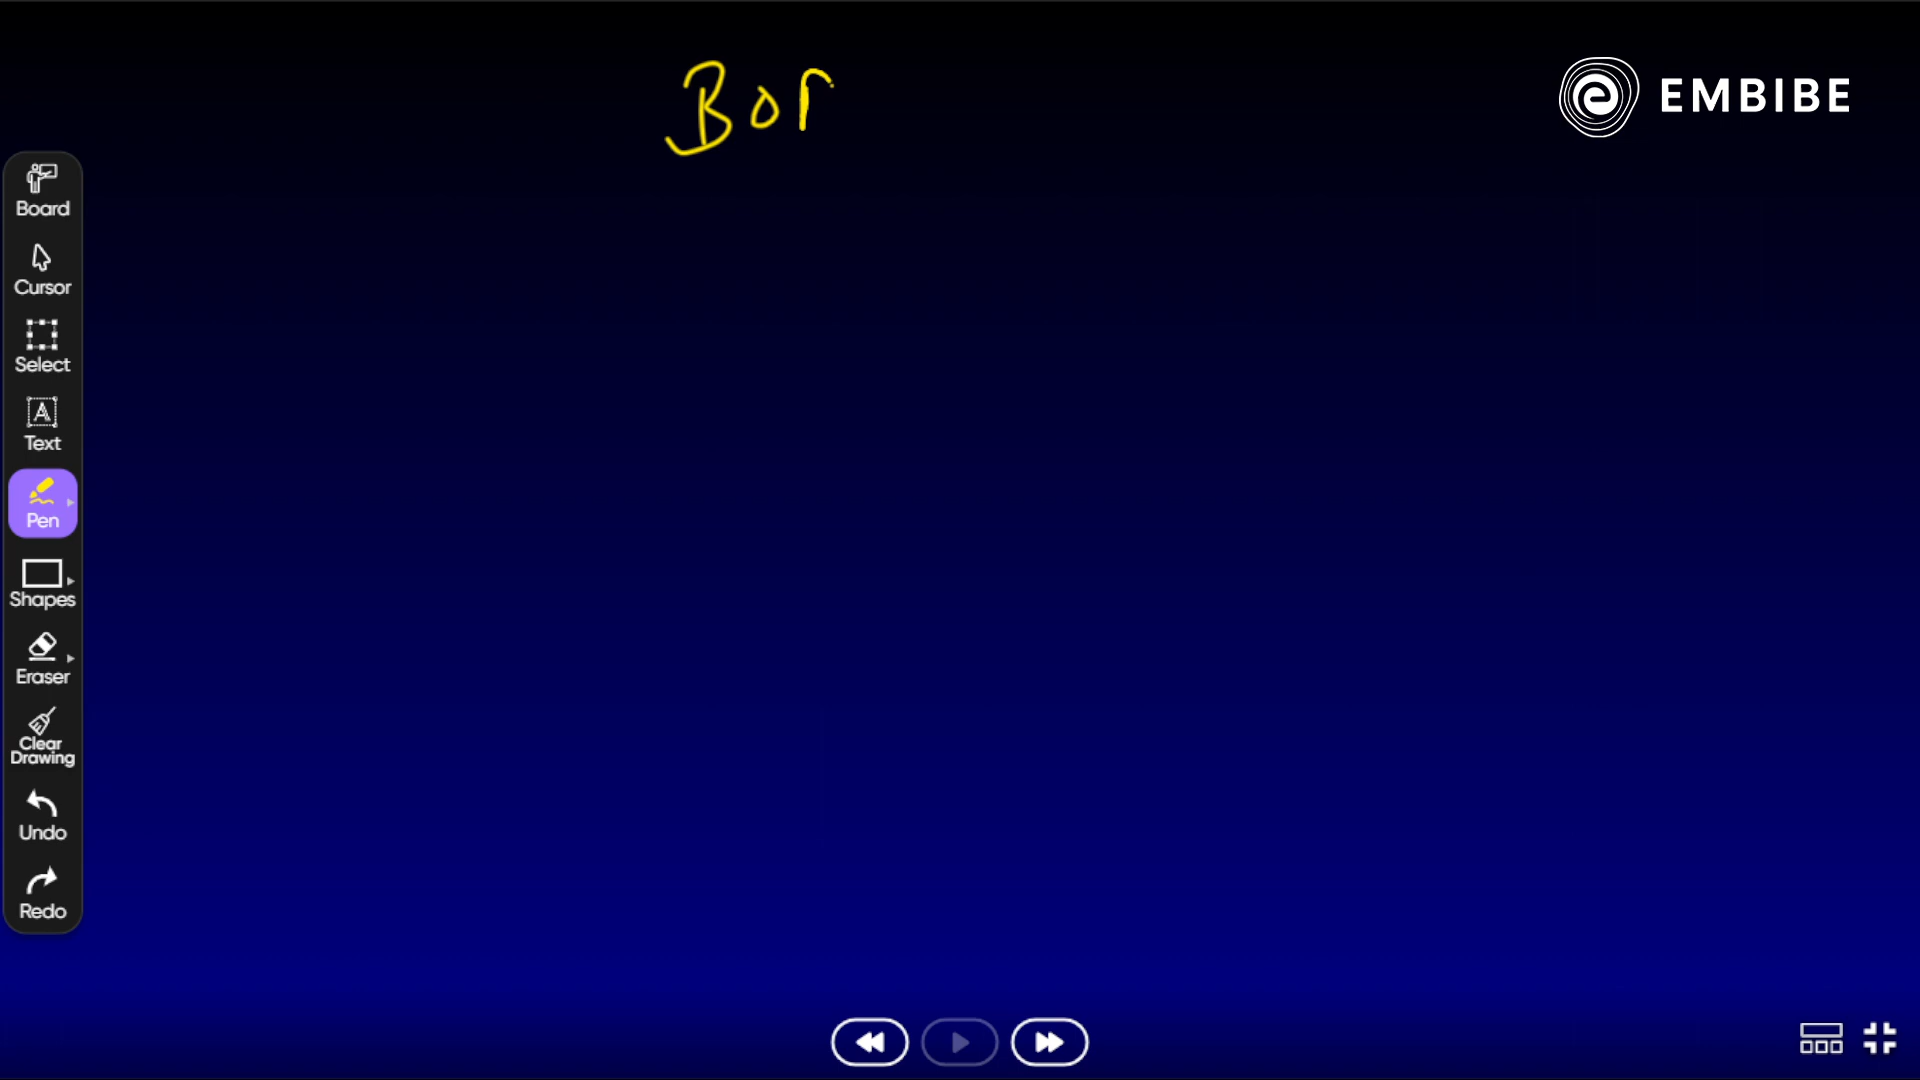 Bor
EMBIBE
Board
Cursor
Select
Text
Pen
Shapes
Eraser
Clear
Drawing
Undo
Redo